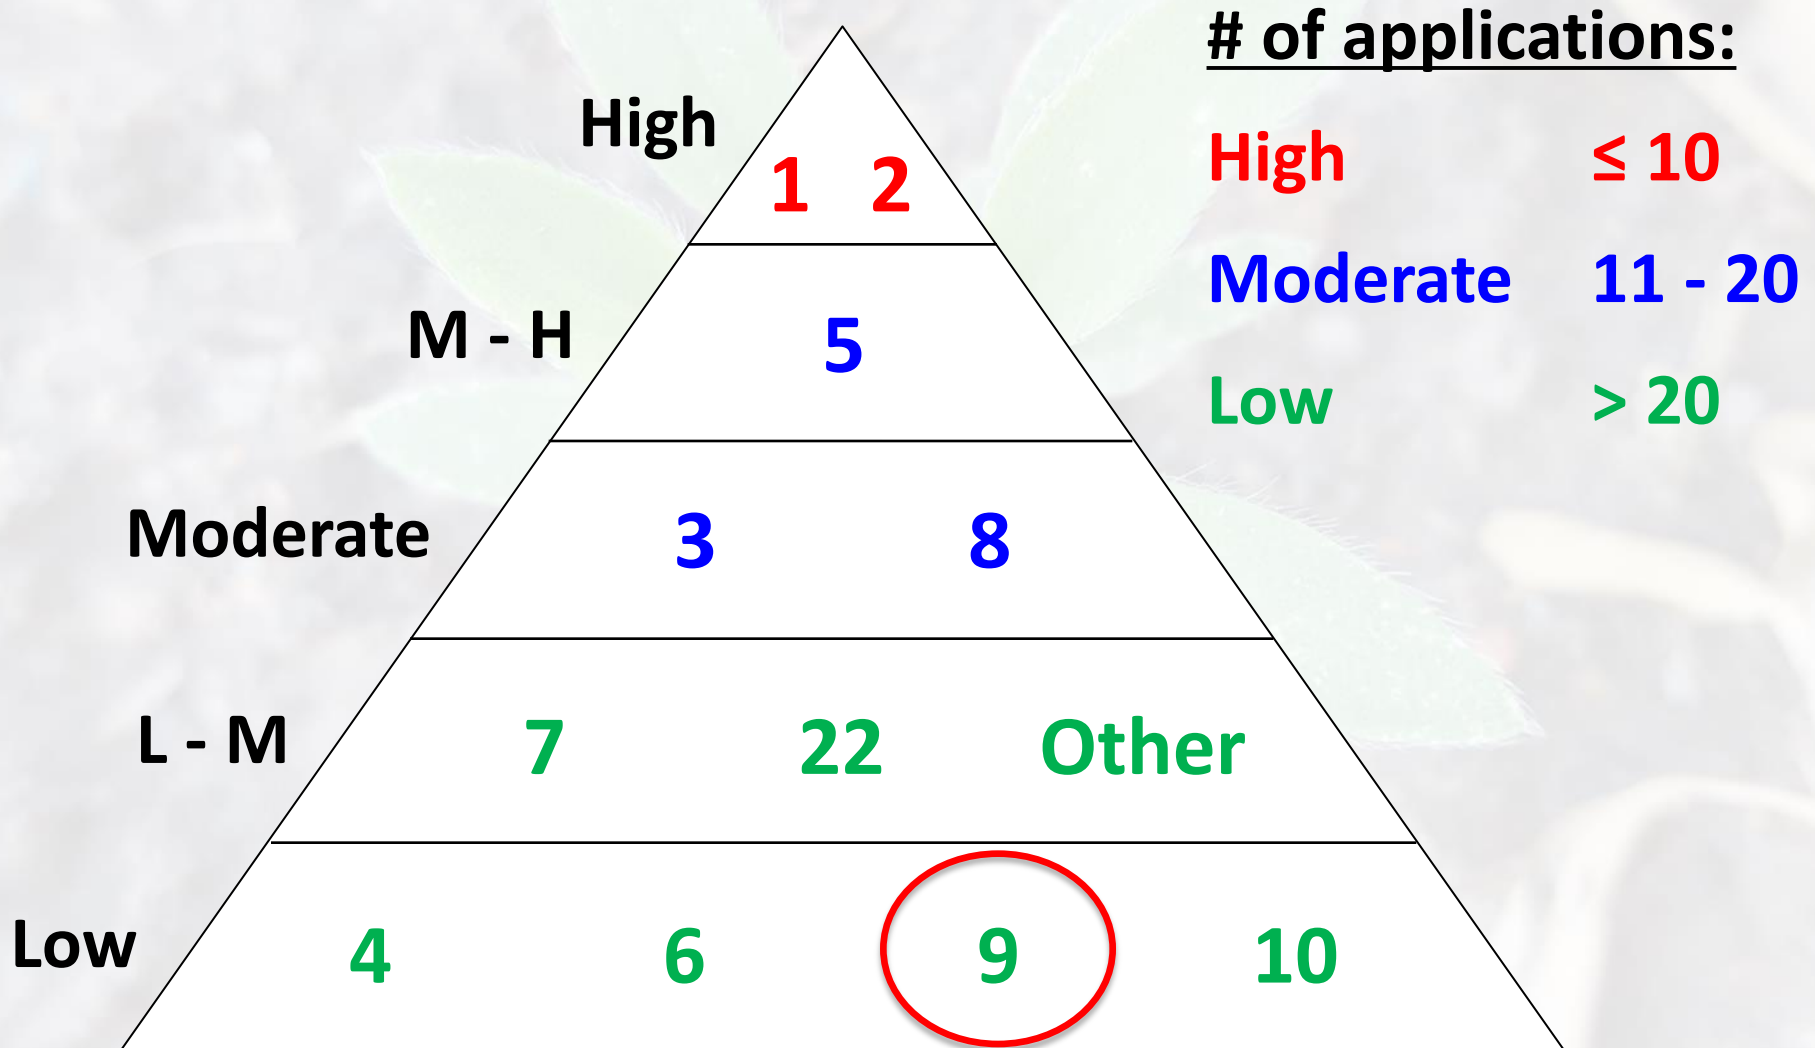 # of applications:
High ≤ 10
Moderate 11 - 20
Low > 20
High
1 2
M - H
5
Moderate
3 8
L - M
7 22 Other
Low
4 6 9 10